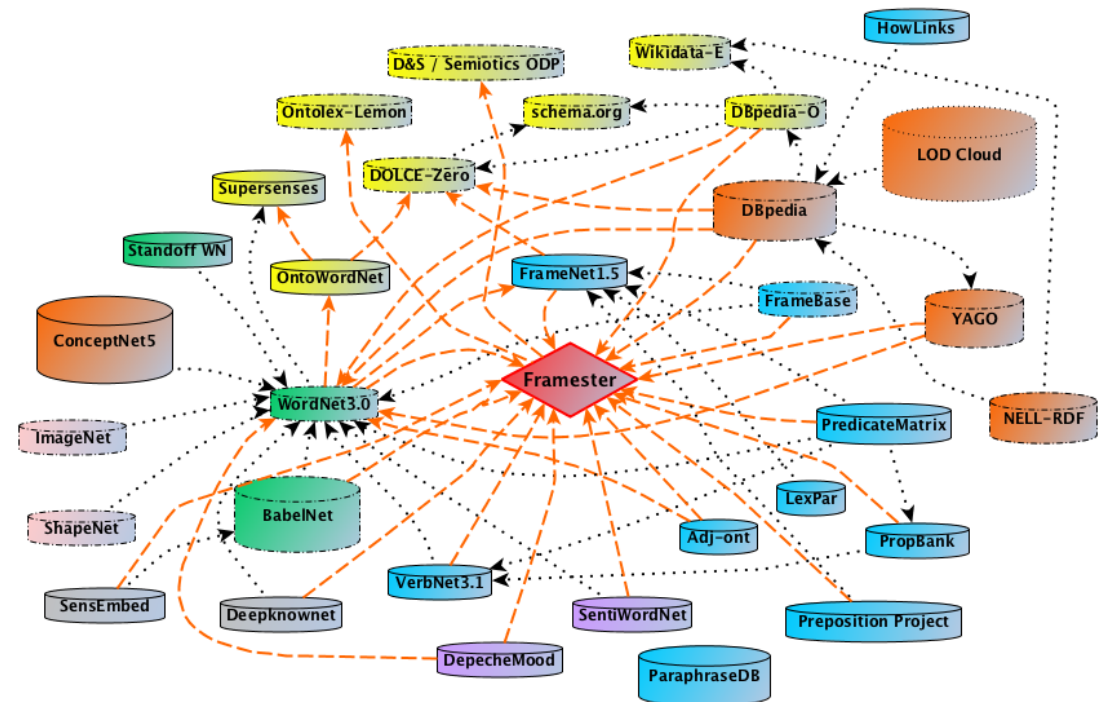 HowLinks
Wikidata-E
D&S / Semiotics ODP
Ontolex-Lemon
schema.org
DBpedia-O
LOD Cloud
DOLCE-Zero
Supersenses
DBpedia
Standoff WN
OntoWordNet
FrameNet1.5
FrameBase
YAGO
ConceptNet5
Framester
WordNet3.0
PredicateMatrix
NELL-RDF
ImageNet
LexPar
BabelNet
ShapeNet
Adj-ont
PropBank
VerbNet3.1
SensEmbed
Deepknownet
SentiWordNet
Preposition Project
DepecheMood
ParaphraseDB